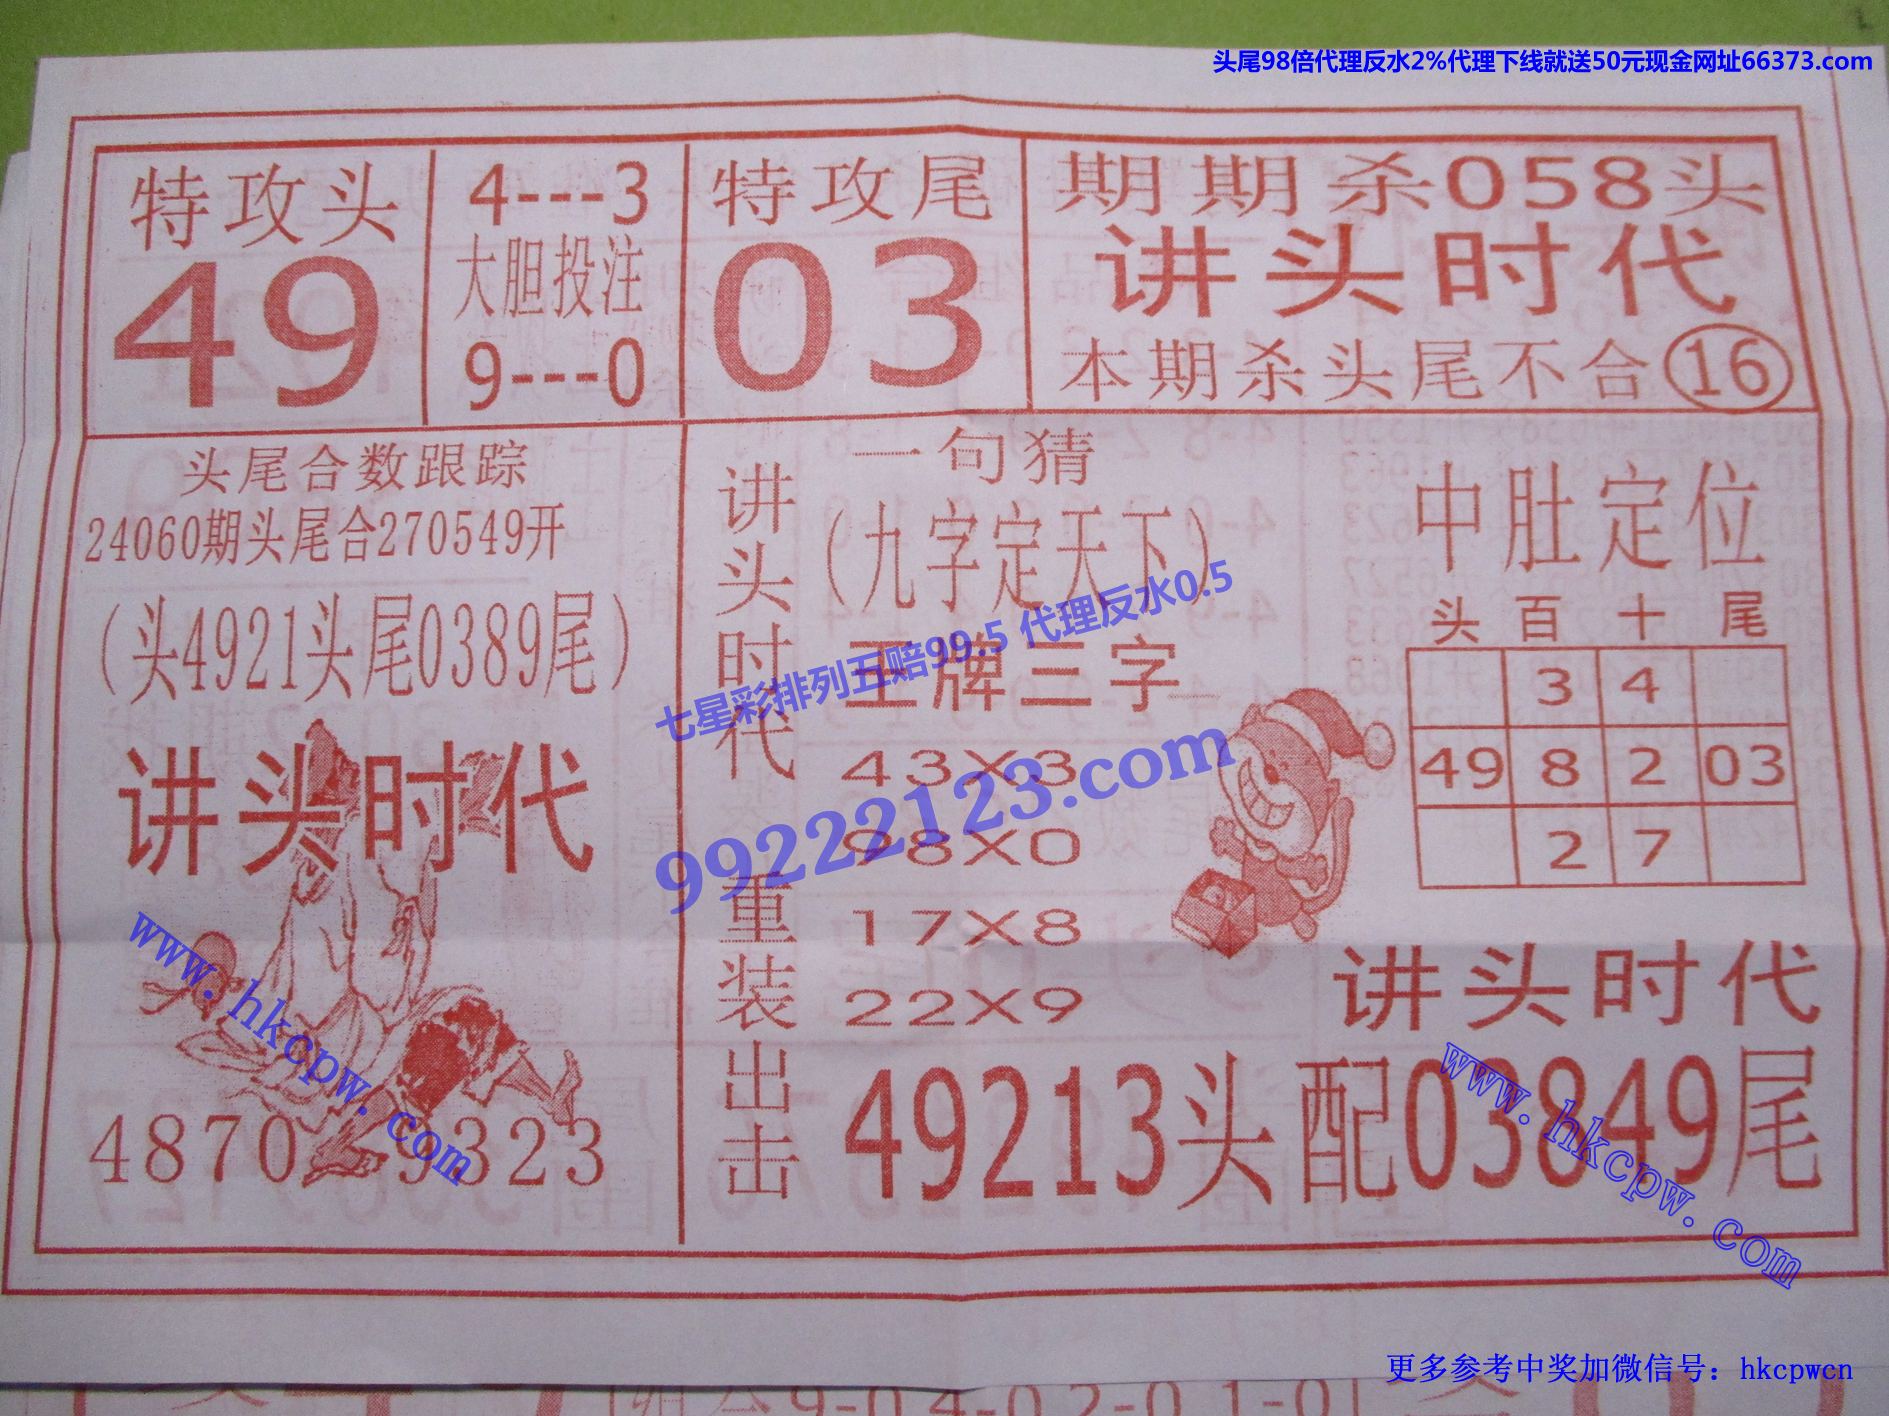 头尾98倍代理反水2%代理下线就送50元现金网址66373.com
特攻头
49
4---3
大胆投注
9---0
特攻尾
03
期期杀058头
讲头时代
本期杀头尾不合16
头尾合数跟踪
24060期头尾合270549开
(头4921头尾0389尾)
讲头时代
4870
9323
讲头时代重装出击
一句猜
(九字定天下)
王牌三字
43X3
98X0
17X8
22X9
49213头配03849尾
中肚定位
头 百 十 尾
3 4
49 8 2 03
2 7
讲头时代
七星彩排列五赔99.5 代理反水0.5
99222123.com
www.hkcpw.com
www.hkcpw.com
更多参考中奖加微信号：hkcpwcn